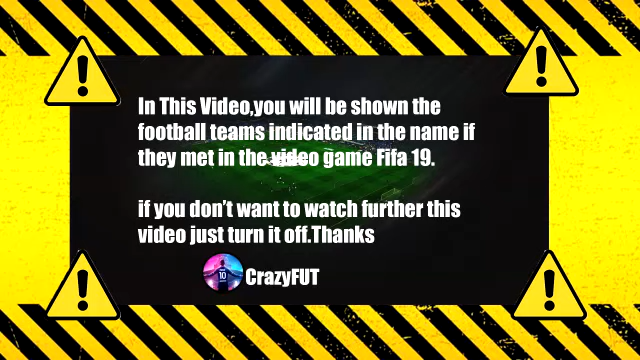 In This Video,you will be shown the
football teams indicated in the name if
they met in the video game Fifa 19.
if you don't want to watch further this
video just turn it off.Thanks
10
CrazyFUT